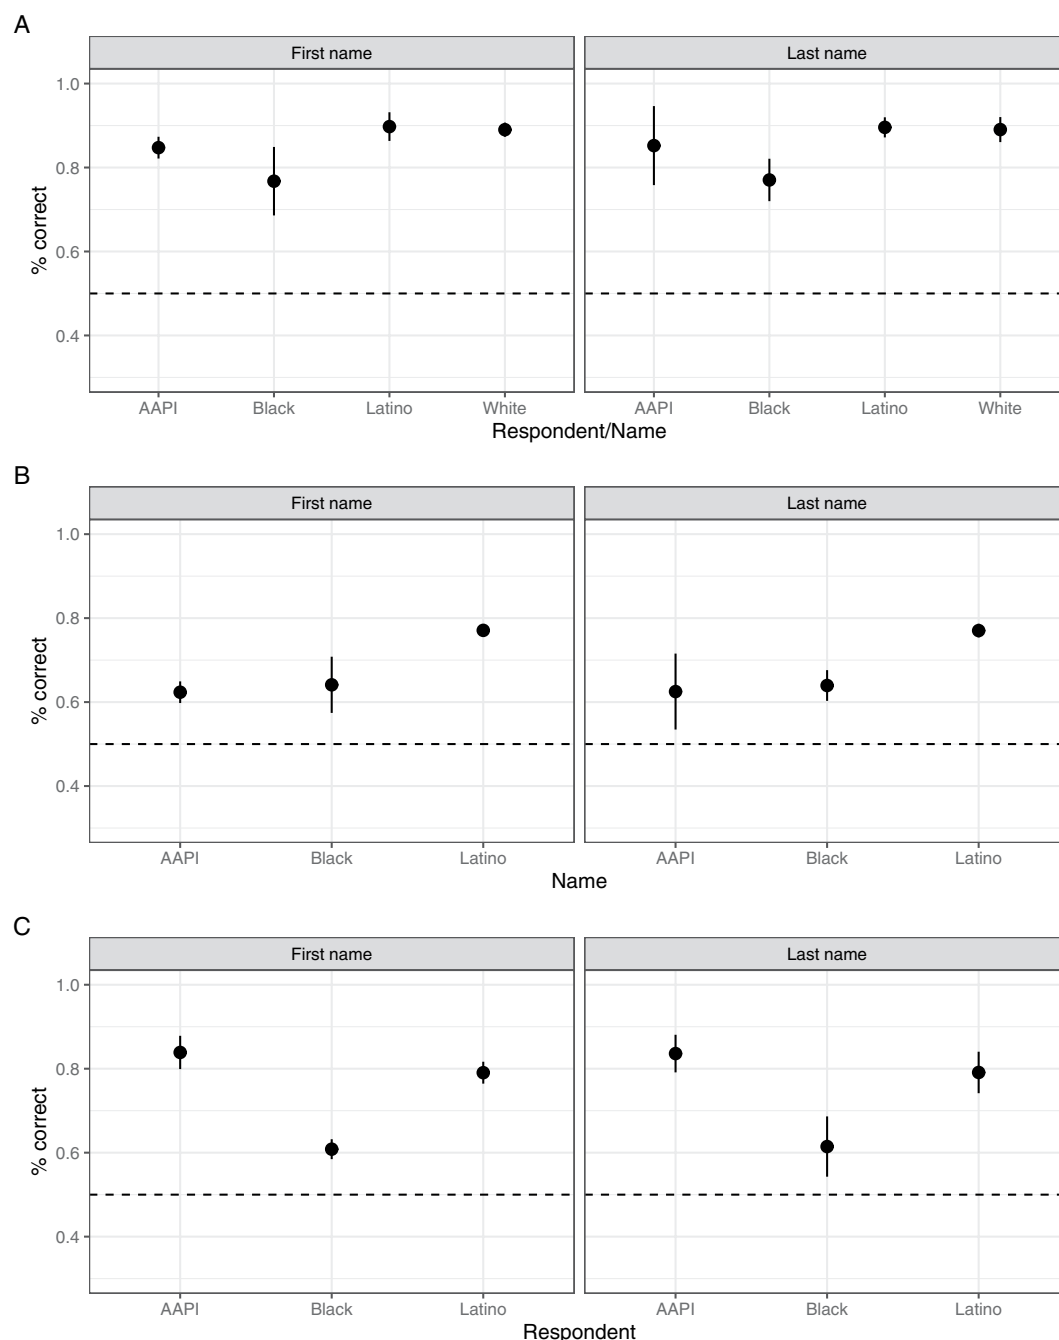 A
First name
Last name
1.0
0.8
0.6
0.4
% correct
AAPI
Black
Latino
White
AAPI
Black
Latino
White
Respondent/Name
B
First name
Last name
1.0
0.8
0.6
0.4
% correct
AAPI
Black
Latino
AAPI
Black
Latino
Name
C
First name
Last name
1.0
0.8
0.6
0.4
% correct
AAPI
Black
Latino
AAPI
Black
Latino
Respondent